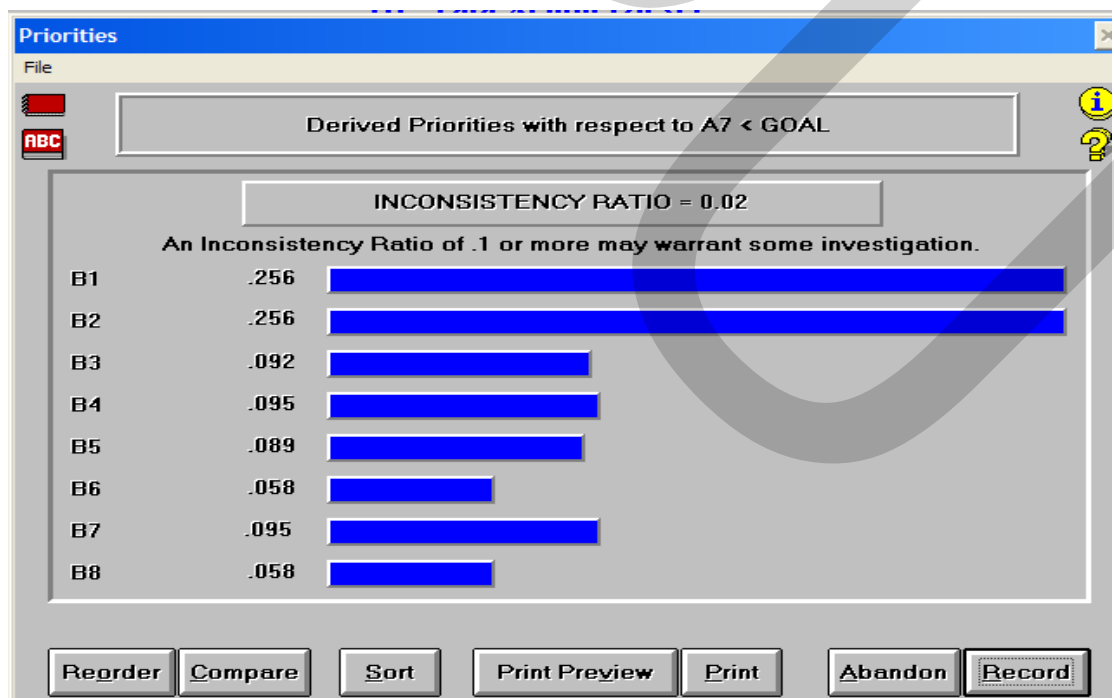 Priorities
File
ABC
Derived Priorities with respect to A7 < GOAL
i
?
INCONSISTENCY RATIO = 0.02
An Inconsistency Ratio of .1 or more may warrant some investigation.
B1 .256
B2 .256
B3 .092
B4 .095
B5 .089
B6 .058
B7 .095
B8 .058
Reorder Compare Sort Print Preview Print Abandon Record